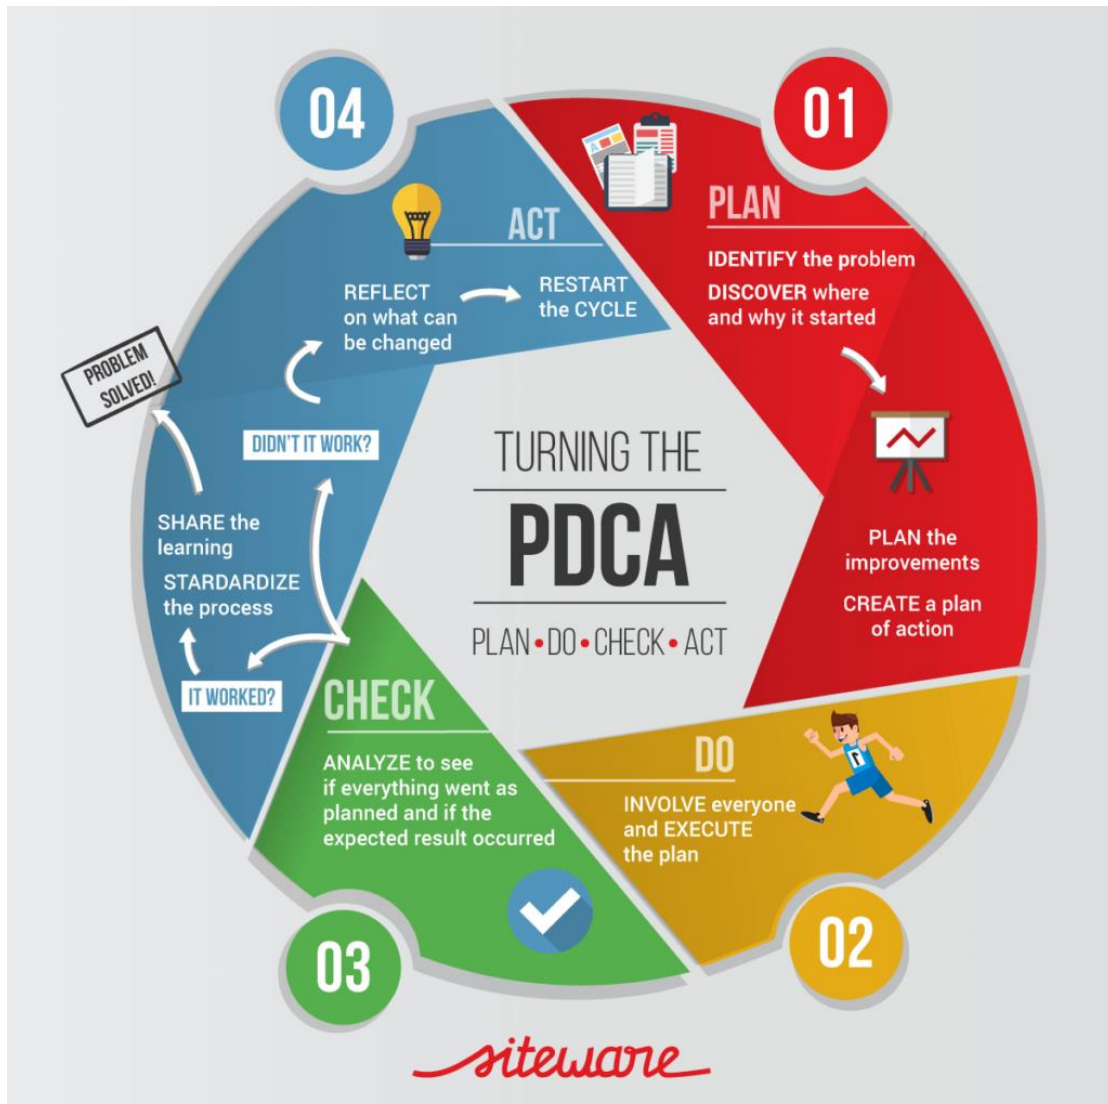 04
01
ACT
PLAN
IDENTIFY the problem
DISCOVER where
and why it started
REFLECT
on what can
be changed
RESTART
the CYCLE
PROBLEM
SOLVED!
DIDN'T IT WORK?
TURNING THE
PDCA
PLAN•DO•CHECK•ACT
SHARE the
learning
STARDARDIZE
the process
IT WORKED?
PLAN the
improvements
CREATE a plan
of action
CHECK
ANALYZE to see
if everything went as
planned and if the
expected result occurred
DO
INVOLVE everyone
and EXECUTE
the plan
03
02
siteware